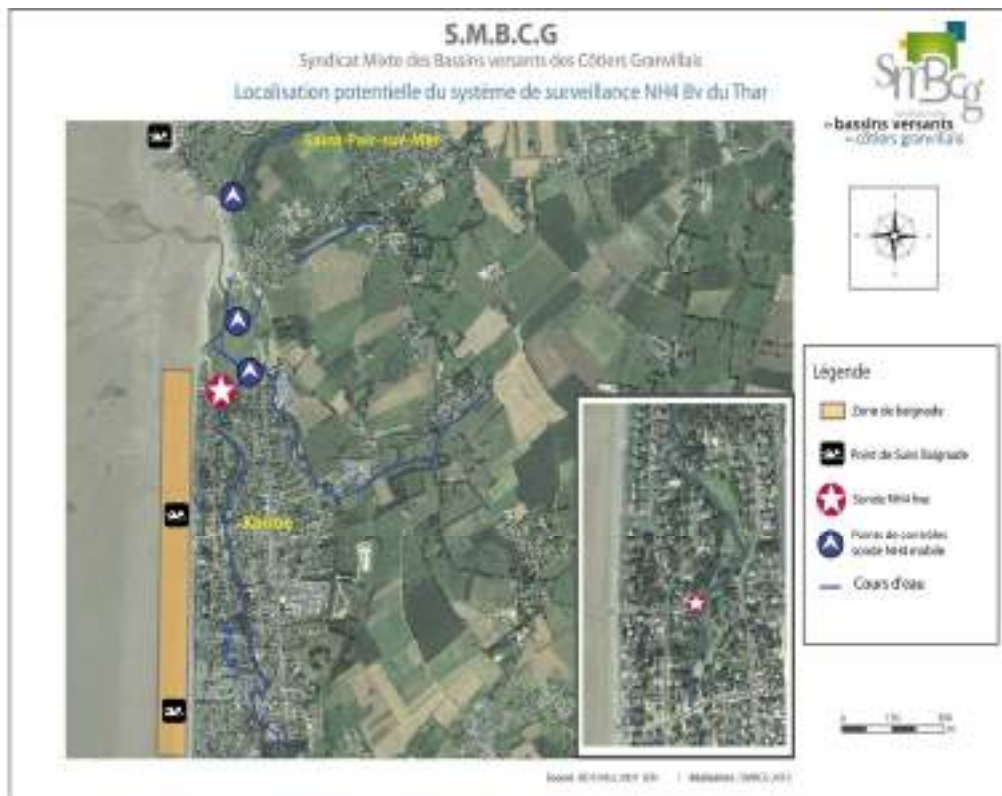 S.M.B.C.G
Syndicat Mixte des Bassins versants des Côtiers Granvillais
Localisation potentielle du système de surveillance NH4 Bv du Thar
SmBCg
bassins versants
côtiers granvillais
Saint-Pair-sur-Mer
Légende
Zone de baignade
Point de Suivi Baignade
Sonde NH4 fixe
Points de contrôles
sonde NH4 mobile
Cours d'eau